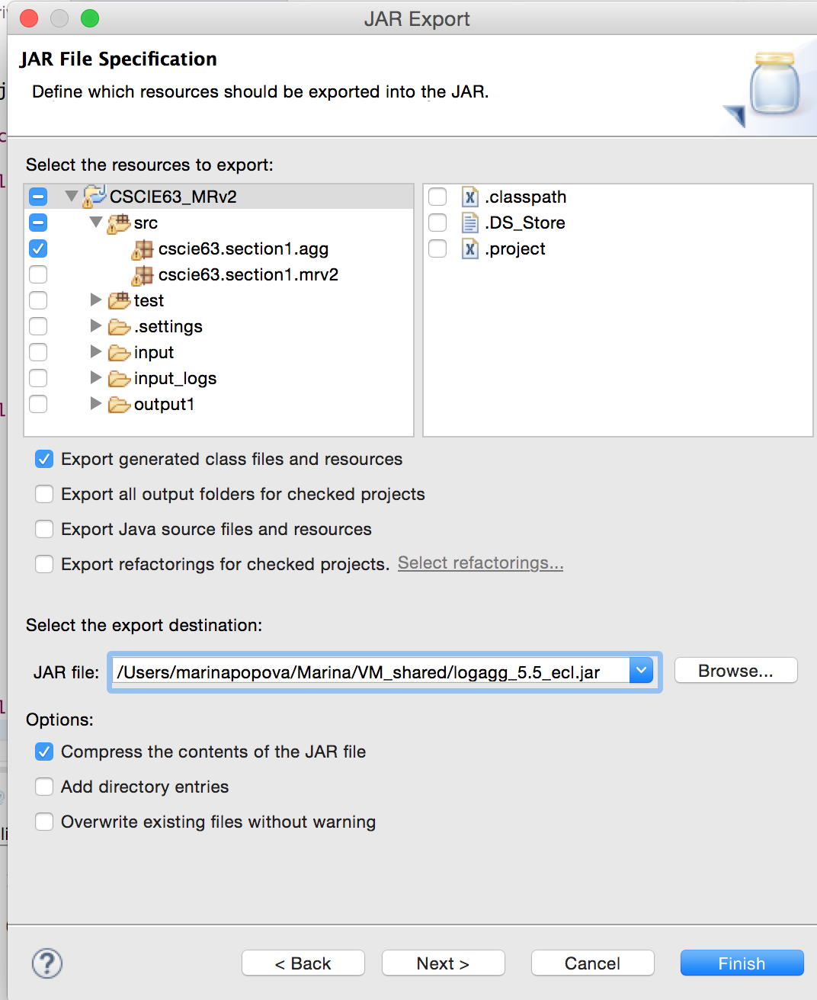 JAR Export
JAR File Specification
Define which resources should be exported into the JAR.
Select the resources to export:
CSCIE63_MRv2
src
cscie63.section1.agg
cscie63.section1.mrv2
test
.settings
input
input_logs
output1
.classpath
.DS_Store
.project
Export generated class files and resources
Export all output folders for checked projects
Export Java source files and resources
Export refactorings for checked projects. Select refactorings...
Select the export destination:
JAR file: /Users/marinapopova/Marina/VM_shared/logagg_5.5_ecl.jar Browse...
Options:
Compress the contents of the JAR file
Add directory entries
Overwrite existing files without warning
? < Back Next > Cancel Finish